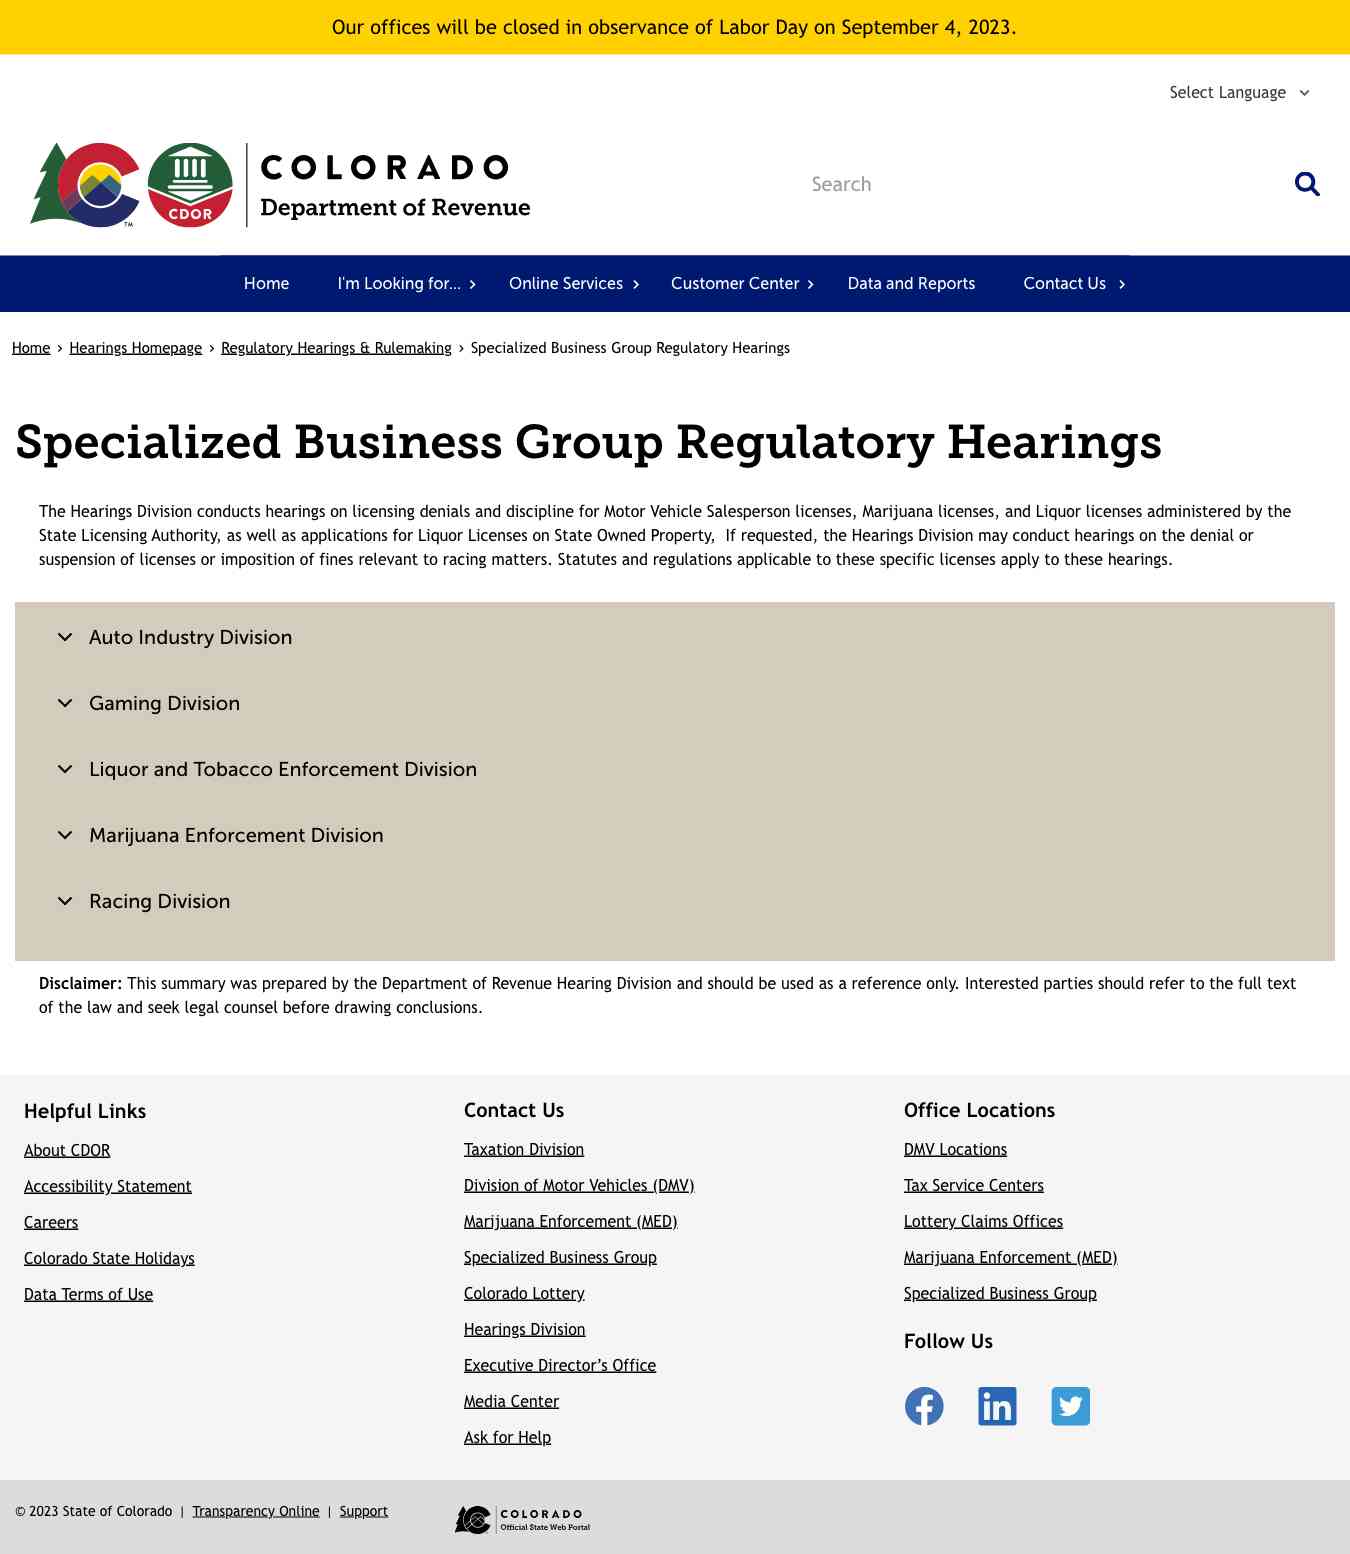 Our offices will be closed in observance of Labor Day on September 4, 2023.
Select Language
COLORADO
Department of Revenue
CDOR
TM
Search
Home
I'm Looking for...
Online Services
Customer Center
Data and Reports
Contact Us
Home › Hearings Homepage › Regulatory Hearings & Rulemaking › Specialized Business Group Regulatory Hearings
Specialized Business Group Regulatory Hearings
The Hearings Division conducts hearings on licensing denials and discipline for Motor Vehicle Salesperson licenses, Marijuana licenses, and Liquor licenses administered by the
State Licensing Authority, as well as applications for Liquor Licenses on State Owned Property,  If requested, the Hearings Division may conduct hearings on the denial or
suspension of licenses or imposition of fines relevant to racing matters. Statutes and regulations applicable to these specific licenses apply to these hearings.
Auto Industry Division
Gaming Division
Liquor and Tobacco Enforcement Division
Marijuana Enforcement Division
Racing Division
Disclaimer: This summary was prepared by the Department of Revenue Hearing Division and should be used as a reference only. Interested parties should refer to the full text
of the law and seek legal counsel before drawing conclusions.
Helpful Links
About CDOR
Accessibility Statement
Careers
Colorado State Holidays
Data Terms of Use
Contact Us
Taxation Division
Division of Motor Vehicles (DMV)
Marijuana Enforcement (MED)
Specialized Business Group
Colorado Lottery
Hearings Division
Executive Director’s Office
Media Center
Ask for Help
Office Locations
DMV Locations
Tax Service Centers
Lottery Claims Offices
Marijuana Enforcement (MED)
Specialized Business Group
Follow Us
© 2023 State of Colorado | Transparency Online | Support
COLORADO
Official State Web Portal